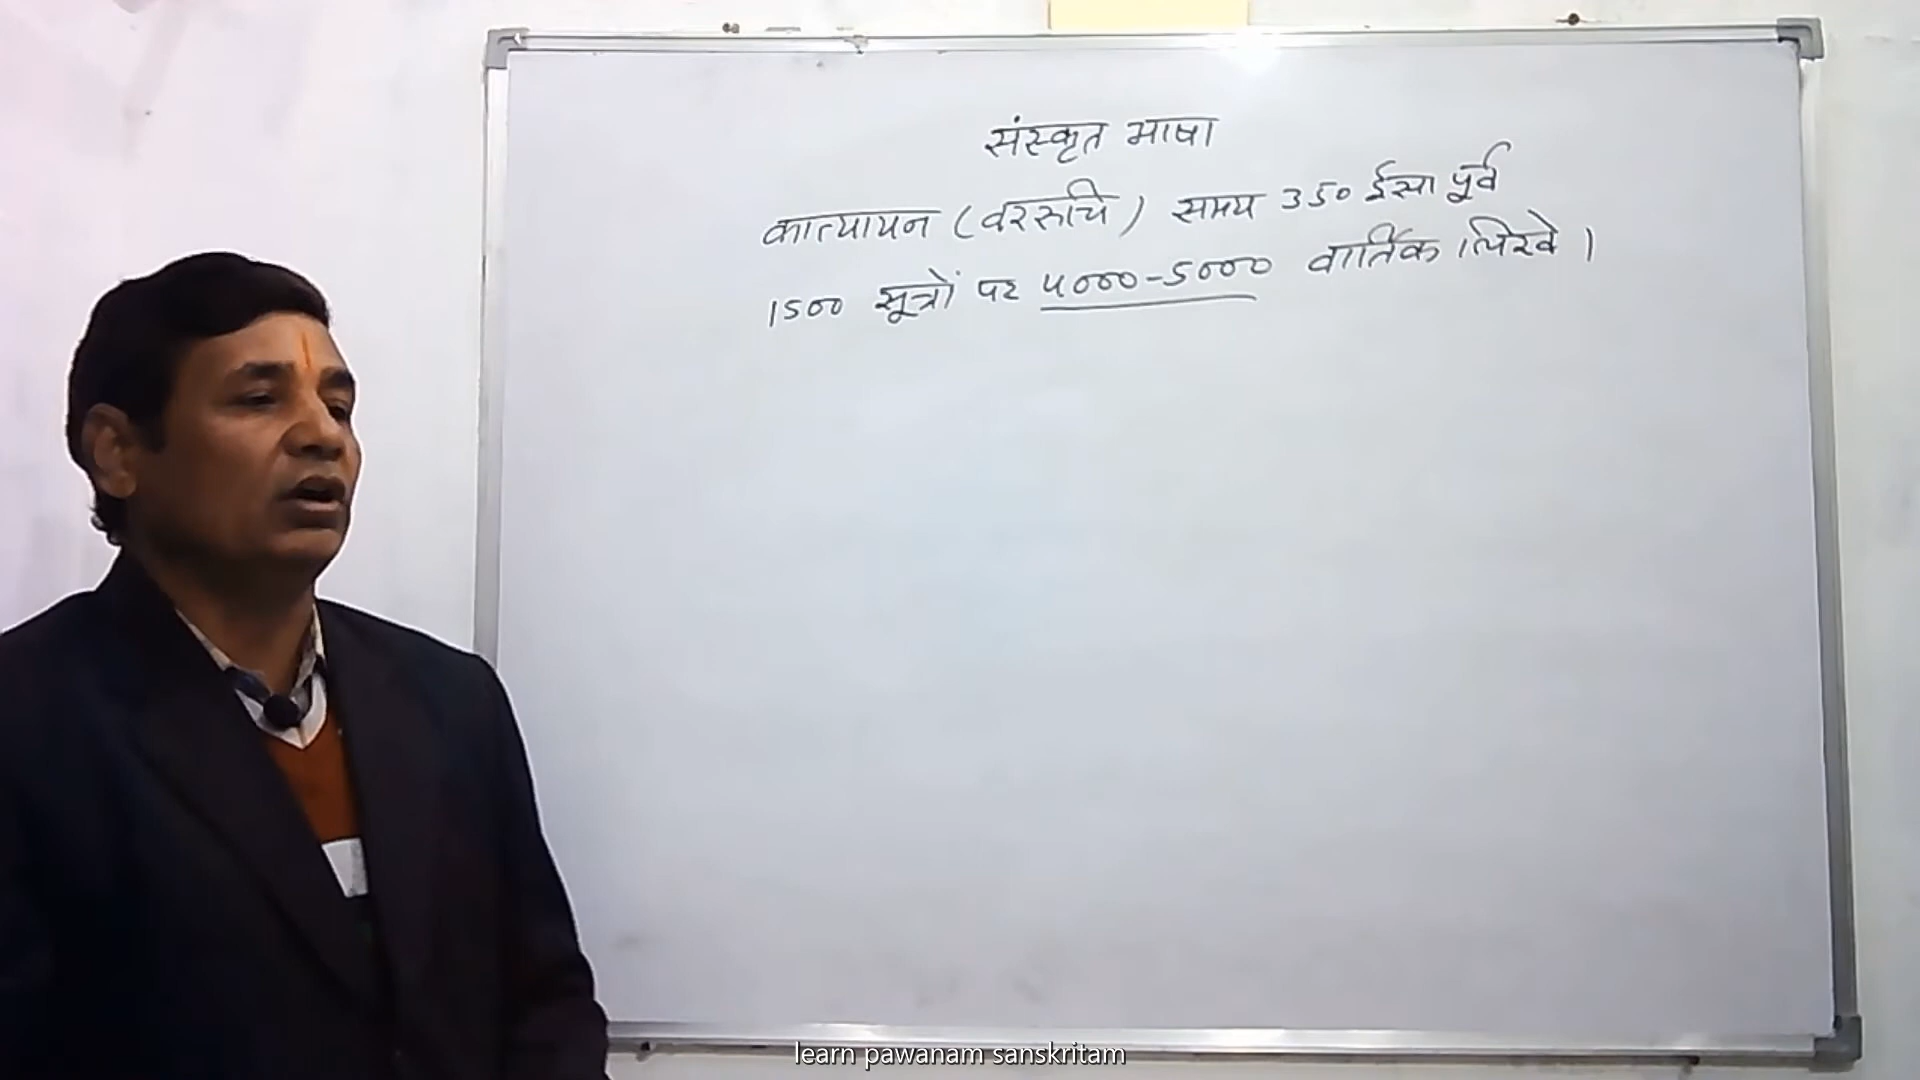 संस्कृत भाषा
कात्यायन (वररुचि) समय 350 ईसा पूर्व
1500 सूत्रों पर 4000-5000 वार्तिक लिखे।
learn pawanam sanskritam